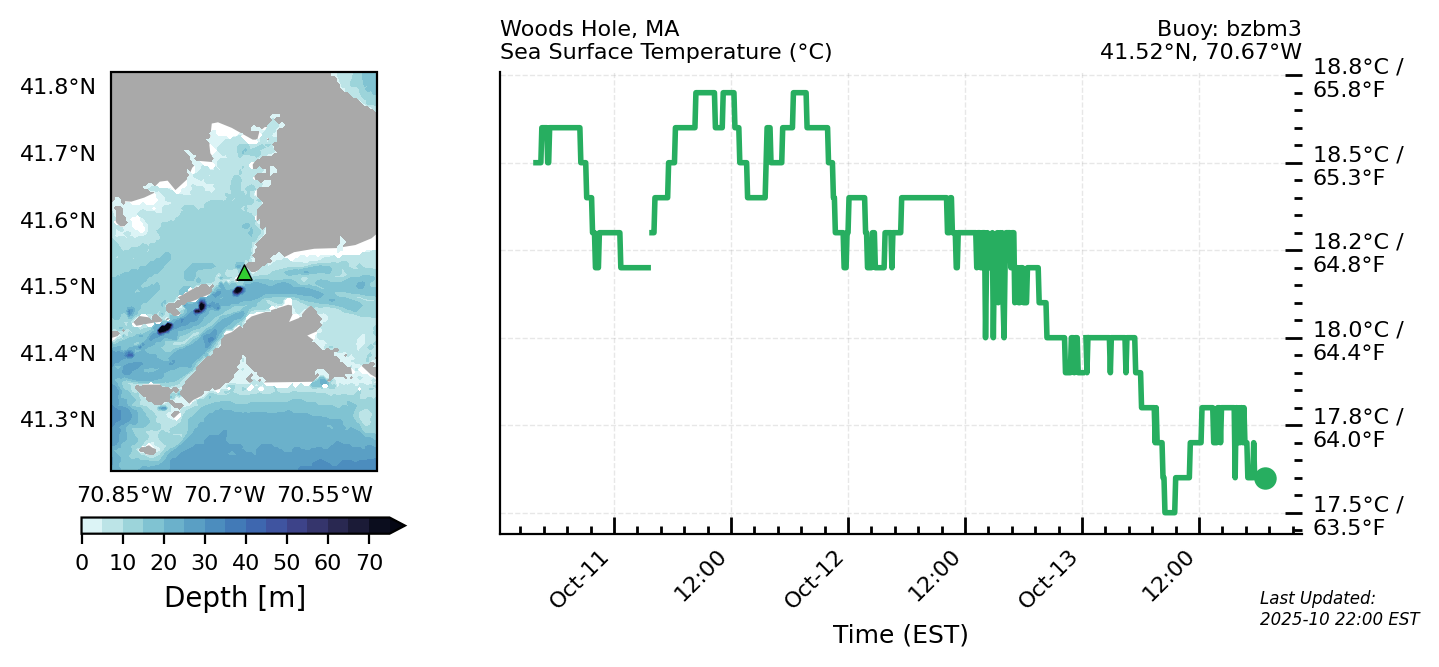 Woods Hole, MA
Sea Surface Temperature (°C)
Buoy: bzbm3
41.52°N, 70.67°W
41.8°N
41.7°N
41.6°N
41.5°N
41.4°N
41.3°N
70.85°W 70.7°W 70.55°W
0 10 20 30 40 50 60 70
Depth [m]
18.8°C /
65.8°F
18.5°C /
65.3°F
18.2°C /
64.8°F
18.0°C /
64.4°F
17.8°C /
64.0°F
17.5°C /
63.5°F
Oct-11 12:00 Oct-12 12:00 Oct-13 12:00
Time (EST)
Last Updated:
2025-10 22:00 EST